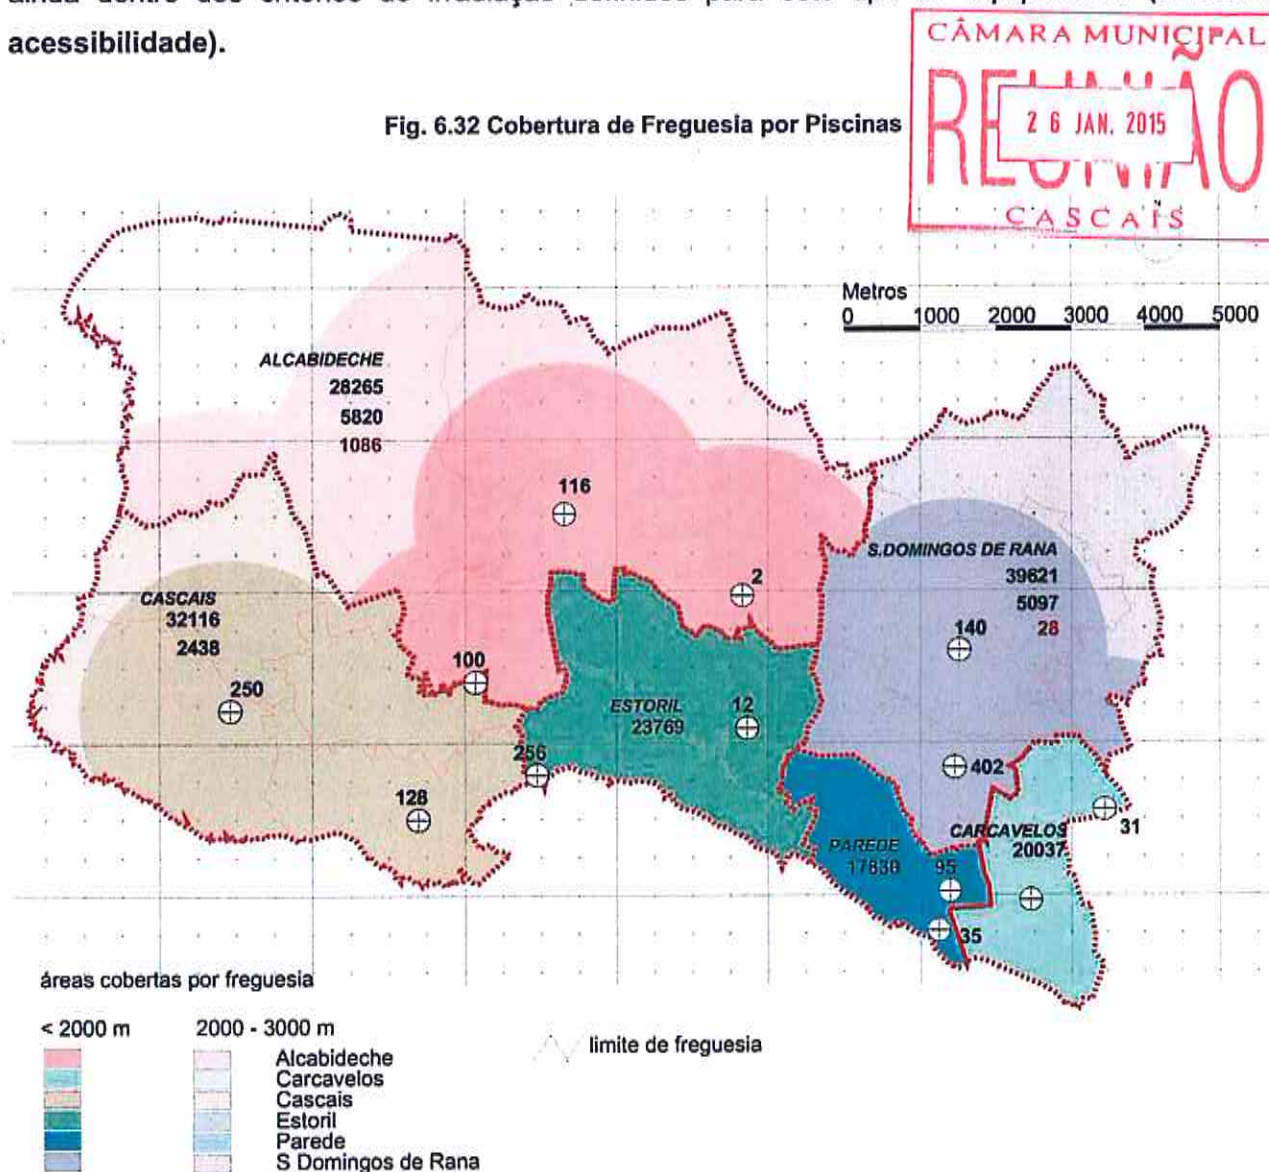 acessibilidade).
CÂMARA MUNICIPAL
REUNIÃO
26 JAN. 2015
CASCAIS
Fig. 6.32 Cobertura de Freguesia por Piscinas
Metros
0 1000 2000 3000 4000 5000
ALCABIDECHE
28265
5820
1086
116
S.DOMINGOS DE RANA
39621
5097
28
2
140
CASCAIS
32116
2438
100
250
ESTORIL
23769
12
256
402
128
31
CARCAVELOS
20037
PAREDE
17830
95
35
áreas cobertas por freguesia
< 2000 m 2000 - 3000 m
limite de freguesia
Alcabideche
Carcavelos
Cascais
Estoril
Parede
S Domingos de Rana